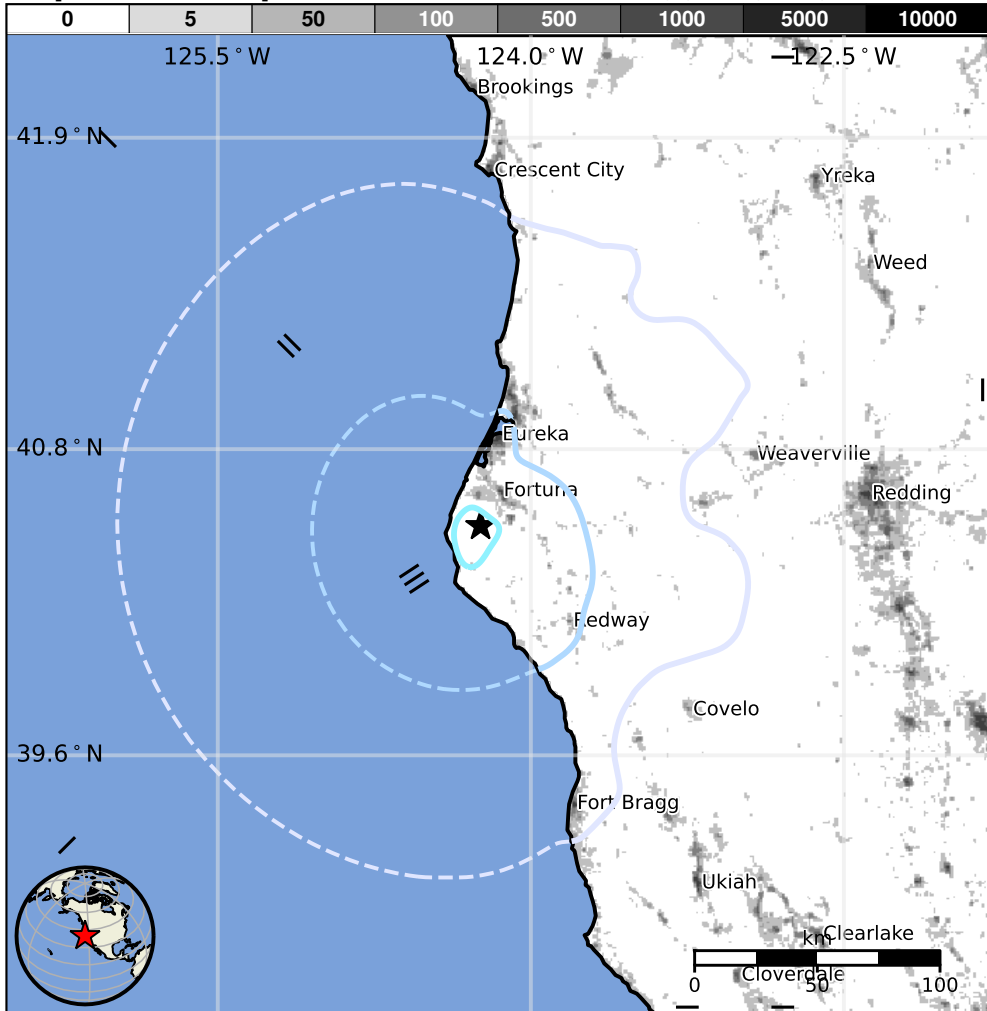 0 5 50 100 500 1000 5000 10000
125.5°W 124.0°W 122.5°W
Brookings
41.9°N
Crescent City
Yreka
Weed
||
|
Eureka
40.8°N
Weaverville
Fortuna
Redding
|||
Redway
Covelo
39.6°N
Fort Bragg
|
Ukiah
Clearlake
km
Cloverdale
0 50 100